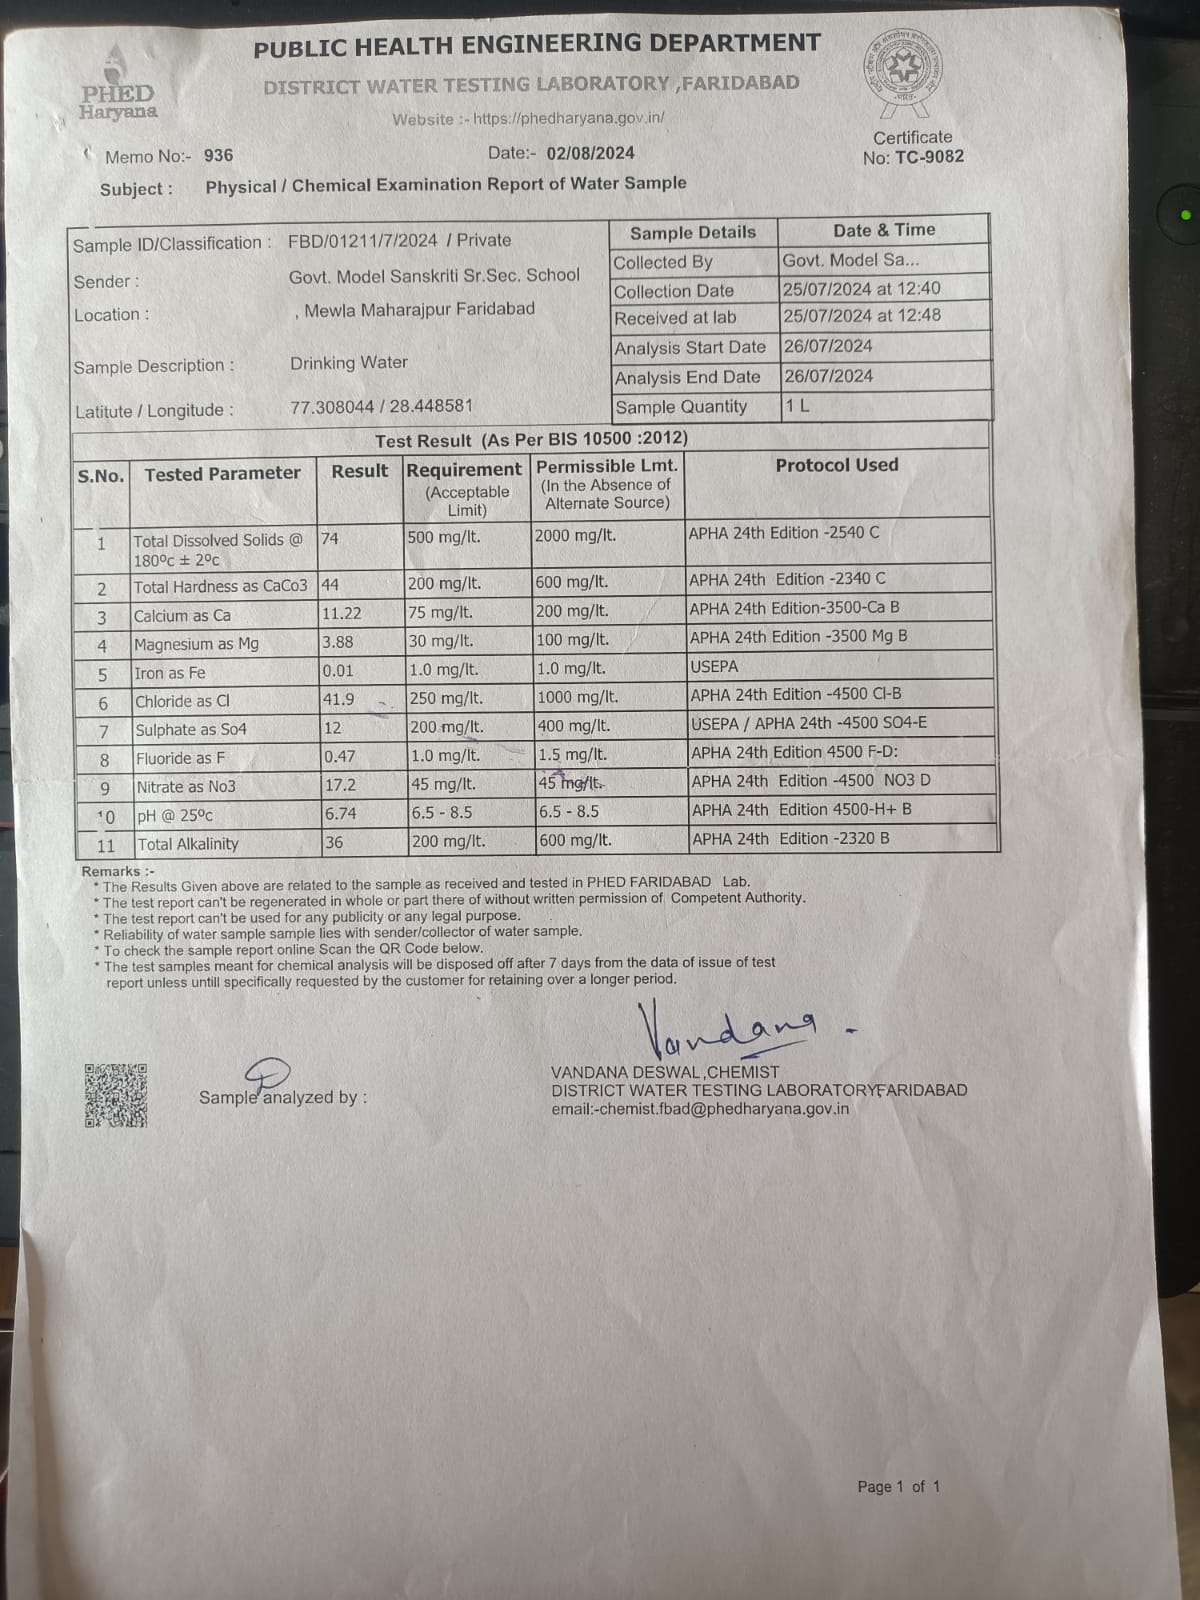 PUBLIC HEALTH ENGINEERING DEPARTMENT
PHED
Haryana
DISTRICT WATER TESTING LABORATORY ,FARIDABAD
Website :- https://phedharyana.gov.in/
Certificate
No: TC-9082
Memo No:- 936
Date:- 02/08/2024
Subject : Physical / Chemical Examination Report of Water Sample
Sample ID/Classification : FBD/01211/7/2024 / Private
Sender : Govt. Model Sanskriti Sr.Sec. School
Location : , Mewla Maharajpur Faridabad
Sample Description : Drinking Water
Latitute / Longitude : 77.308044 / 28.448581
Sample Details Date & Time
Collected By Govt. Model Sa...
Collection Date 25/07/2024 at 12:40
Received at lab 25/07/2024 at 12:48
Analysis Start Date 26/07/2024
Analysis End Date 26/07/2024
Sample Quantity 1 L
Test Result (As Per BIS 10500 :2012)
S.No. Tested Parameter Result Requirement (Acceptable Limit) Permissible Lmt. (In the Absence of Alternate Source) Protocol Used
1 Total Dissolved Solids @ 180ºc ± 2ºc 74 500 mg/lt. 2000 mg/lt. APHA 24th Edition -2540 C
2 Total Hardness as CaCo3 44 200 mg/lt. 600 mg/lt. APHA 24th Edition -2340 C
3 Calcium as Ca 11.22 75 mg/lt. 200 mg/lt. APHA 24th Edition-3500-Ca B
4 Magnesium as Mg 3.88 30 mg/lt. 100 mg/lt. APHA 24th Edition -3500 Mg B
5 Iron as Fe 0.01 1.0 mg/lt. 1.0 mg/lt. USEPA
6 Chloride as Cl 41.9 250 mg/lt. 1000 mg/lt. APHA 24th Edition -4500 Cl-B
7 Sulphate as So4 12 200 mg/lt. 400 mg/lt. USEPA / APHA 24th -4500 SO4-E
8 Fluoride as F 0.47 1.0 mg/lt. 1.5 mg/lt. APHA 24th Edition 4500 F-D:
9 Nitrate as No3 17.2 45 mg/lt. 45 mg/lt. APHA 24th Edition -4500 NO3 D
10 pH @ 25ºc 6.74 6.5 - 8.5 6.5 - 8.5 APHA 24th Edition 4500-H+ B
11 Total Alkalinity 36 200 mg/lt. 600 mg/lt. APHA 24th Edition -2320 B
Remarks :-
* The Results Given above are related to the sample as received and tested in PHED FARIDABAD Lab.
* The test report can't be regenerated in whole or part there of without written permission of Competent Authority.
* The test report can't be used for any publicity or any legal purpose.
* Reliability of water sample sample lies with sender/collector of water sample.
* To check the sample report online Scan the QR Code below.
* The test samples meant for chemical analysis will be disposed off after 7 days from the data of issue of test
report unless untill specifically requested by the customer for retaining over a longer period.
Vandana
Sample analyzed by :
VANDANA DESWAL ,CHEMIST
DISTRICT WATER TESTING LABORATORY,FARIDABAD
email:-chemist.fbad@phedharyana.gov.in
Page 1 of 1